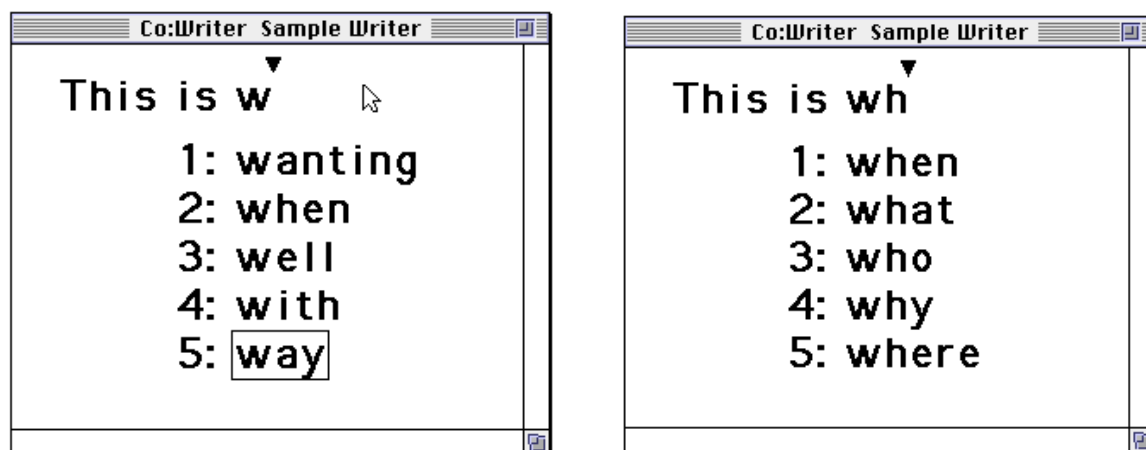 Co:Writer Sample Writer
This is w
1: wanting
2: when
3: well
4: with
5: way
Co:Writer Sample Writer
This is wh
1: when
2: what
3: who
4: why
5: where